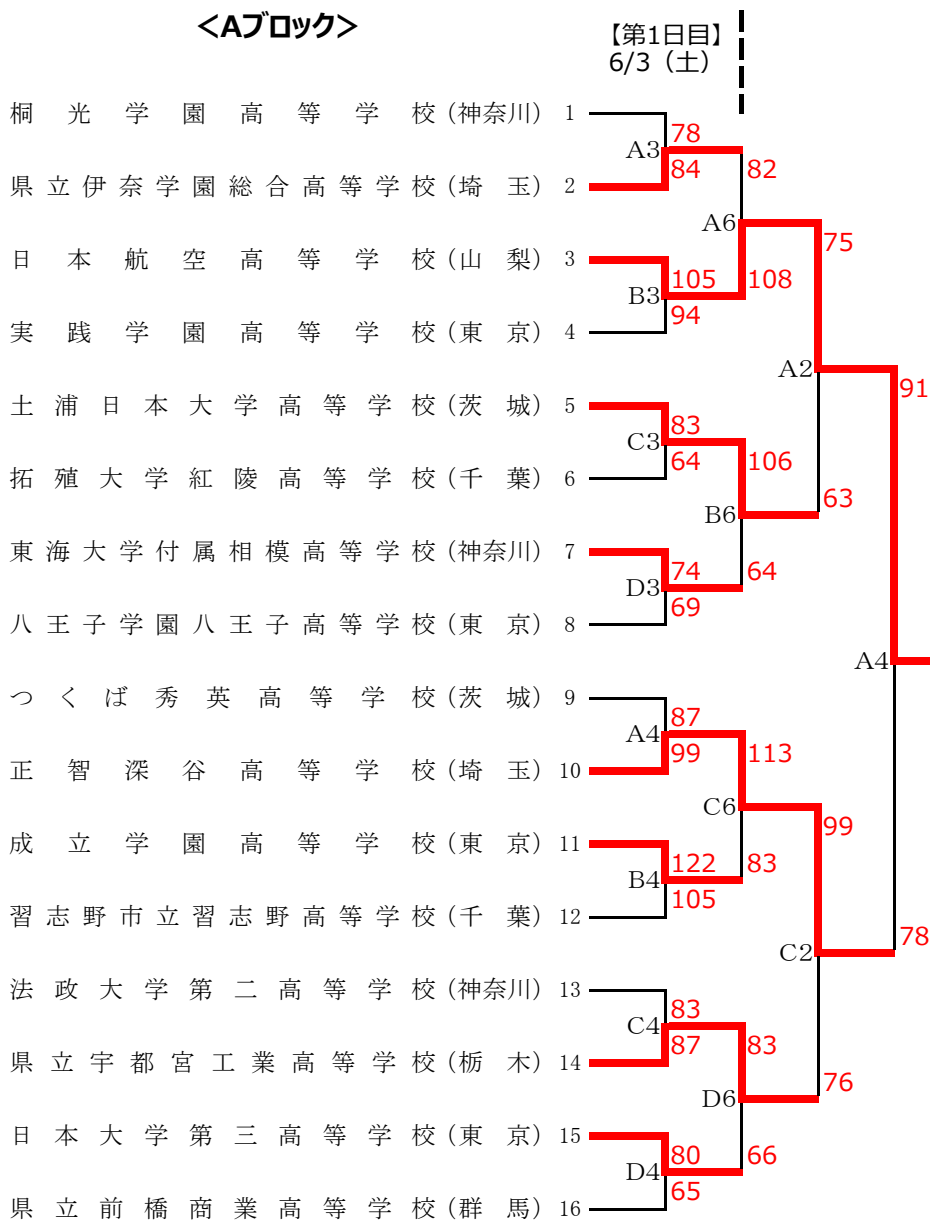 <Aブロック>
【第1日目】
6/3（土）
桐光学園高等学校(神奈川) 1
78
A3
84
82
県立伊奈学園総合高等学校(埼玉) 2
A6
75
日本航空高等学校(山梨) 3
105
108
B3
94
実践学園高等学校(東京) 4
A2
91
土浦日本大学高等学校(茨城) 5
83
C3
64
106
拓殖大学紅陵高等学校(千葉) 6
63
B6
東海大学付属相模高等学校(神奈川) 7
74
64
D3
69
八王子学園八王子高等学校(東京) 8
A4
つくば秀英高等学校(茨城) 9
87
A4
99
113
正智深谷高等学校(埼玉) 10
C6
99
成立学園高等学校(東京) 11
122
83
B4
105
習志野市立習志野高等学校(千葉) 12
78
C2
法政大学第二高等学校(神奈川) 13
83
C4
87
83
県立宇都宮工業高等学校(栃木) 14
76
D6
日本大学第三高等学校(東京) 15
80
66
D4
65
県立前橋商業高等学校(群馬) 16